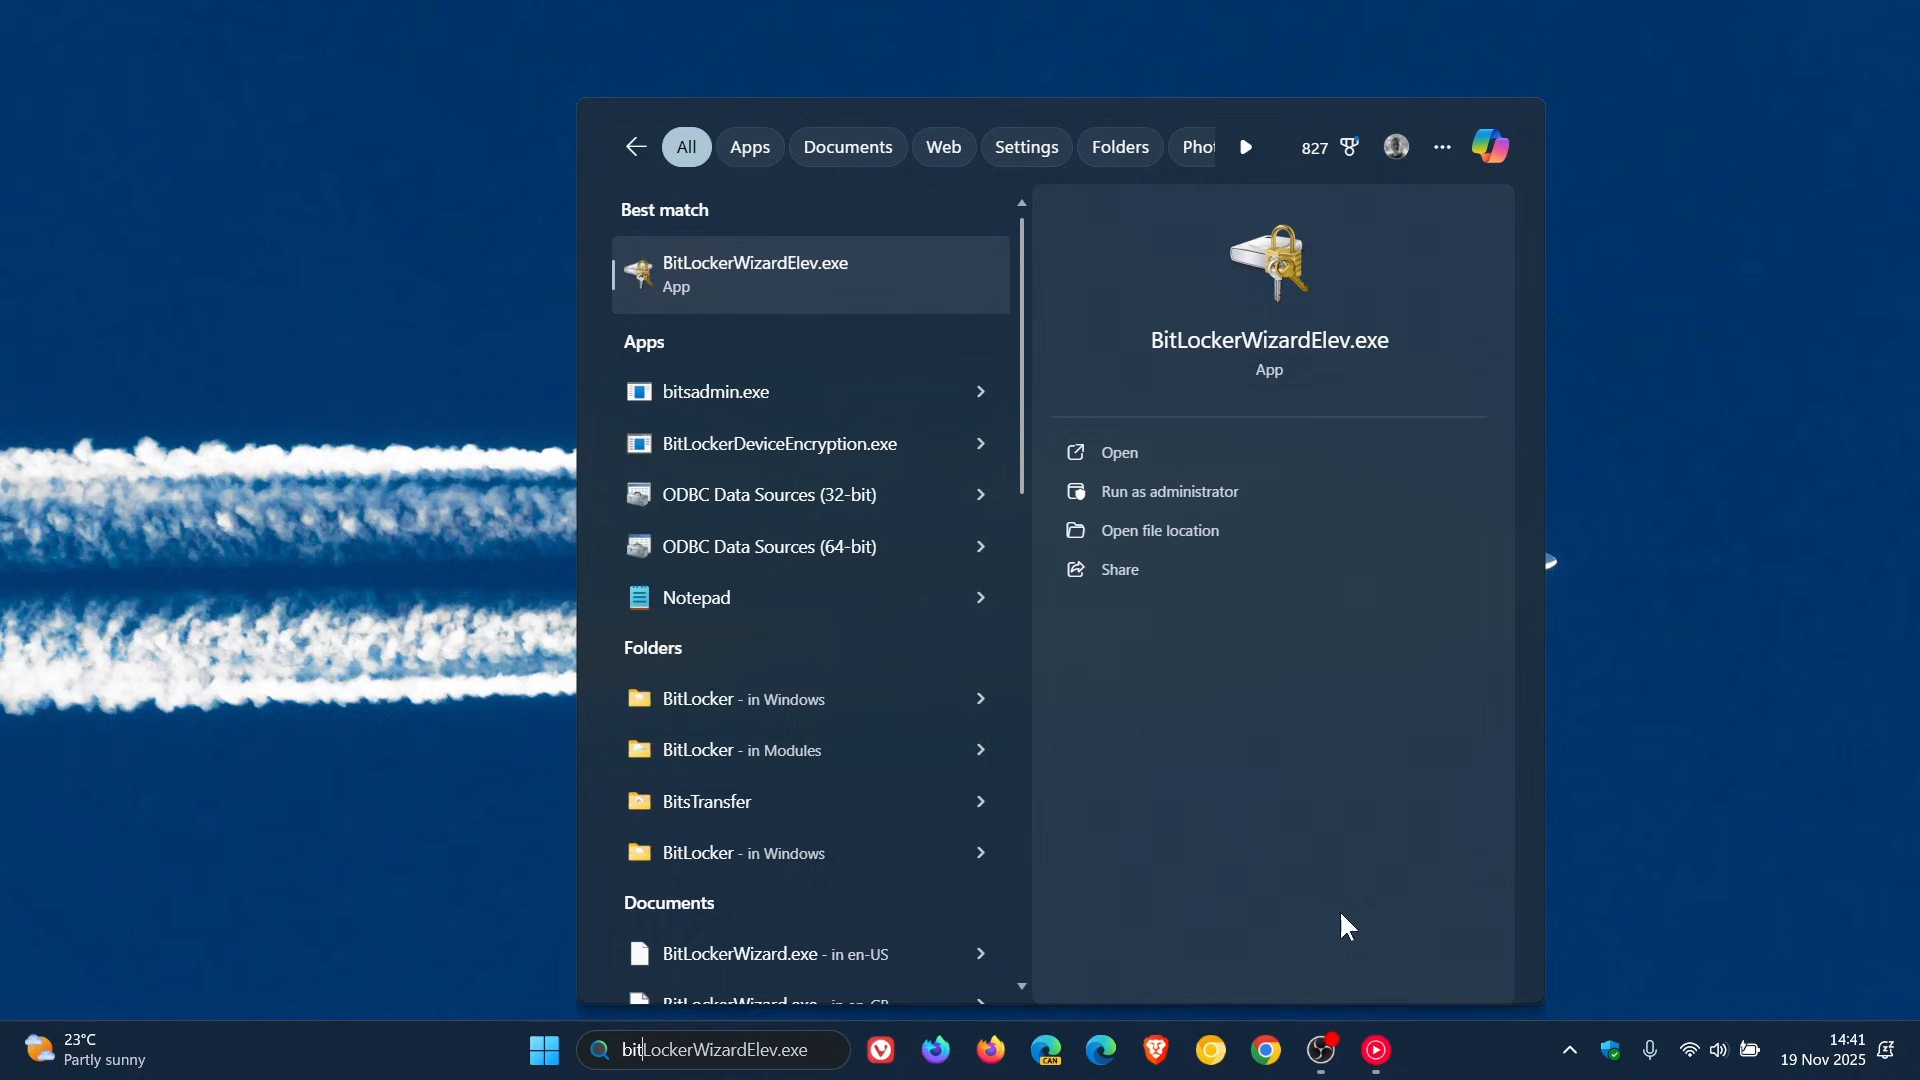 All
Apps
Documents
Web
Settings
Folders
Phot
827
Best match
BitLockerWizardElev.exe
App
Apps
bitsadmin.exe
BitLockerDeviceEncryption.exe
ODBC Data Sources (32-bit)
ODBC Data Sources (64-bit)
Notepad
Folders
BitLocker - in Windows
BitLocker - in Modules
BitsTransfer
BitLocker - in Windows
Documents
BitLockerWizard.exe - in en-US
BitLockerWizard.exe - in en-GB
BitLockerWizardElev.exe
App
Open
Run as administrator
Open file location
Share
23°C
Partly sunny
bitLockerWizardElev.exe
CAN
14:41
19 Nov 2025